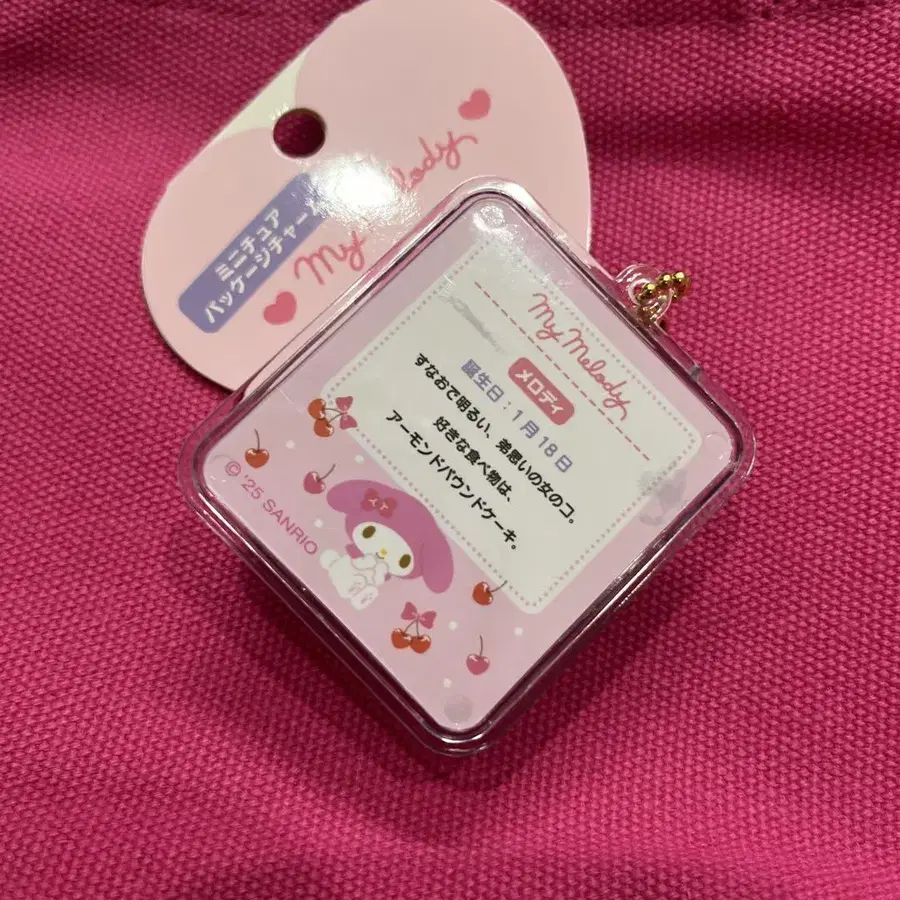 ミニチュア
パッケージチャーム
My Melody
My Melody
メロディ
誕生日：1月18日
すなおで明るい、弟思いの女のコ。
好きな食べ物は、
アーモンドパウンドケーキ。
© '25 SANRIO